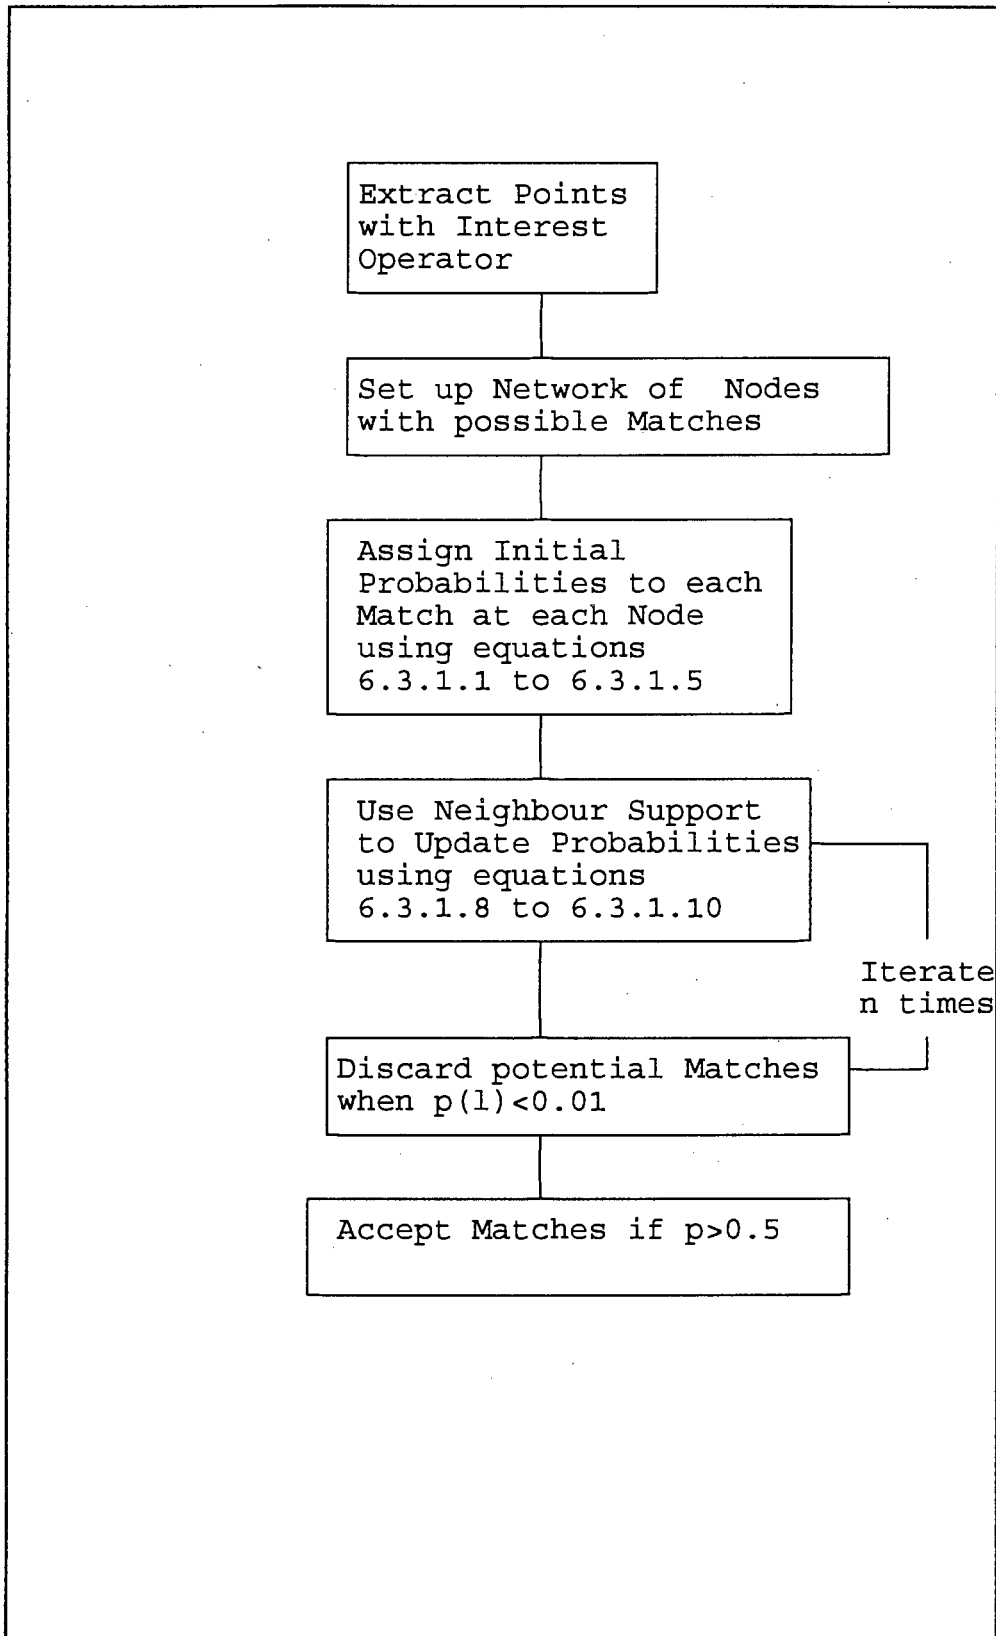 Extract Points
with Interest
Operator
Set up Network of Nodes
with possible Matches
Assign Initial
Probabilities to each
Match at each Node
using equations
6.3.1.1 to 6.3.1.5
Use Neighbour Support
to Update Probabilities
using equations
6.3.1.8 to 6.3.1.10
Iterate
n times
Discard potential Matches
when p(l)<0.01
Accept Matches if p>0.5